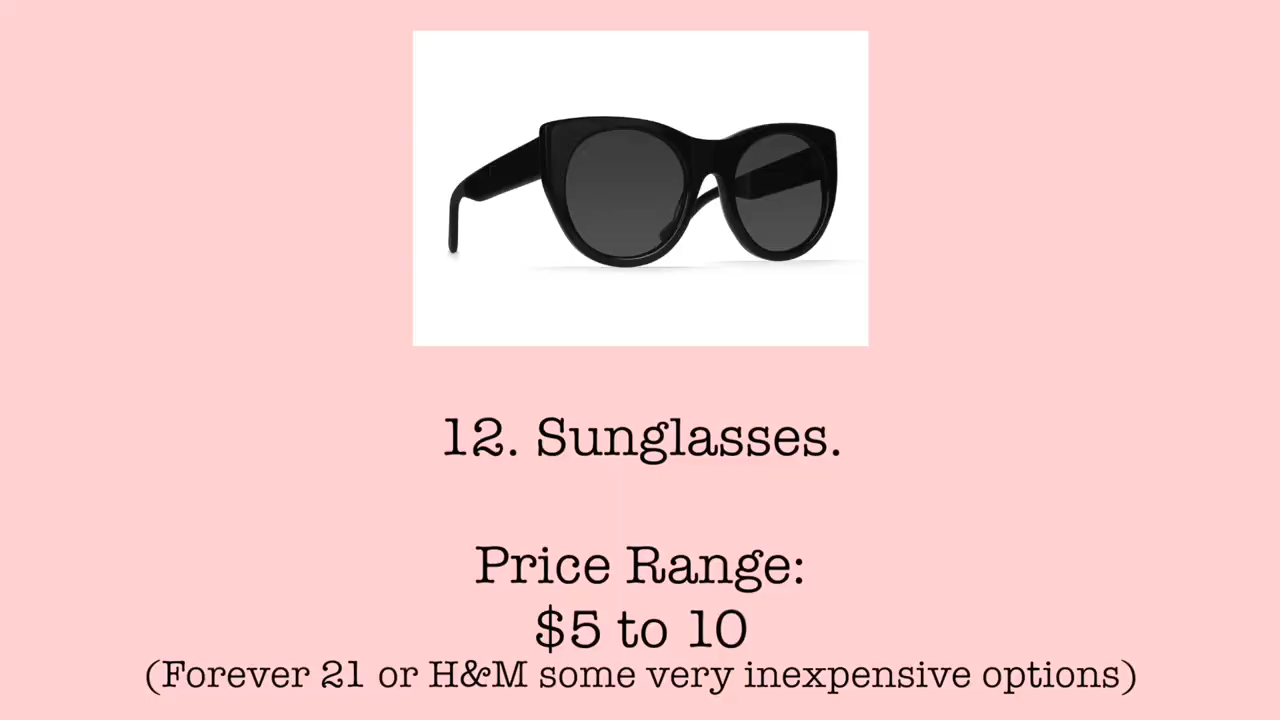 12. Sunglasses.
Price Range:
$5 to 10
(Forever 21 or H&M some very inexpensive options)